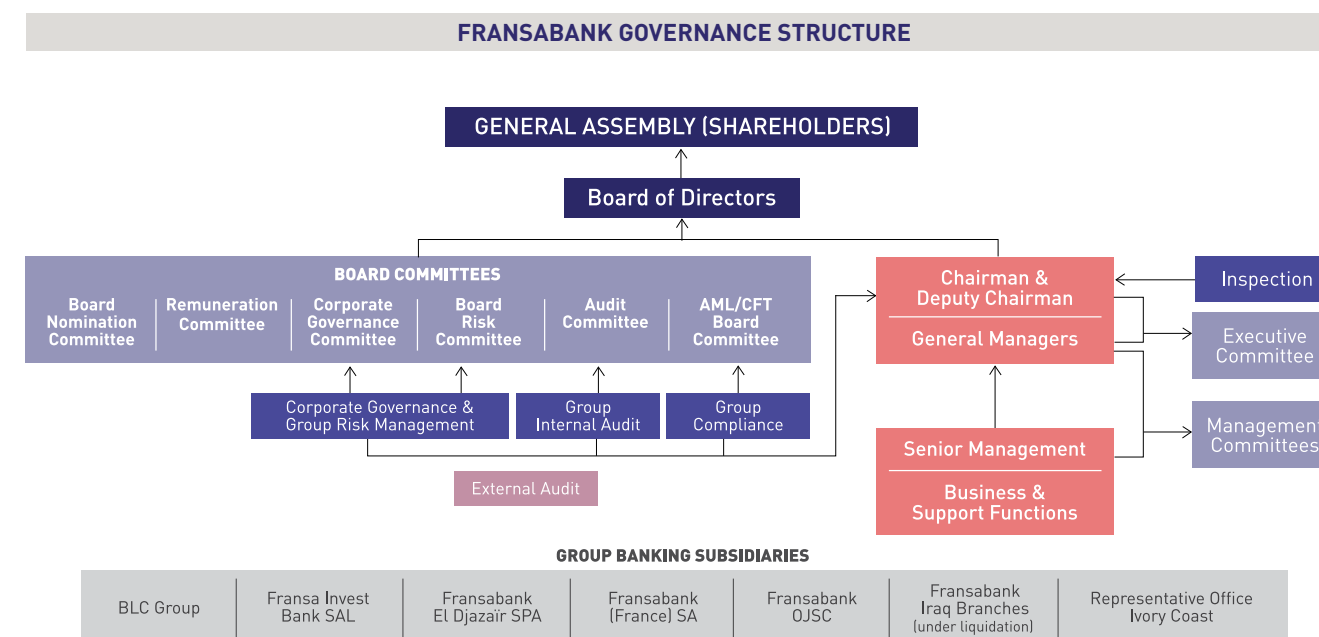 FRANSABANK GOVERNANCE STRUCTURE
GENERAL ASSEMBLY (SHAREHOLDERS)
Board of Directors
BOARD COMMITTEES
Board
Nomination
Committee
Remuneration
Committee
Corporate
Governance
Committee
Board
Risk
Committee
Audit
Committee
AML/CFT
Board
Committee
Chairman &
Deputy Chairman
General Managers
Inspection
Executive
Committee
Corporate Governance &
Group Risk Management
Group
Internal Audit
Group
Compliance
Senior Management
Business &
Support Functions
Management
Committees
External Audit
GROUP BANKING SUBSIDIARIES
BLC Group
Fransa Invest
Bank SAL
Fransabank
El Djazaïr SPA
Fransabank
(France) SA
Fransabank
OJSC
Fransabank
Iraq Branches
(under liquidation)
Representative Office
Ivory Coast